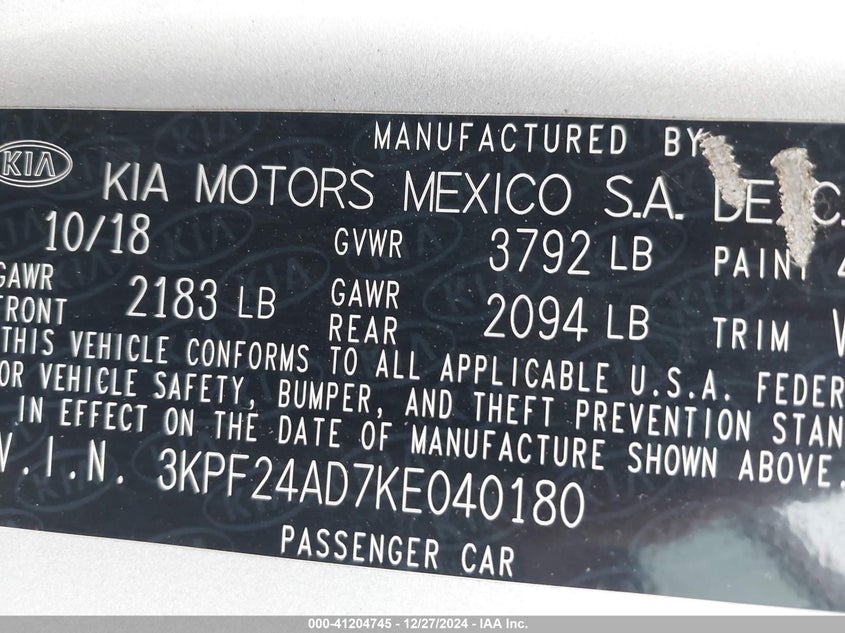 MANUFACTURED BY
KIA
KIA MOTORS MEXICO S.A. DE C.
10/18 GVWR 3792 LB PAINT
GAWR FRONT 2183 LB GAWR REAR 2094 LB TRIM
THIS VEHICLE CONFORMS TO ALL APPLICABLE U.S.A. FEDER
OR VEHICLE SAFETY, BUMPER, AND THEFT PREVENTION STAN
IN EFFECT ON THE DATE OF MANUFACTURE SHOWN ABOVE.
V.I.N. 3KPF24AD7KE040180
PASSENGER CAR
000-41204745 - 12/27/2024 - IAA Inc.